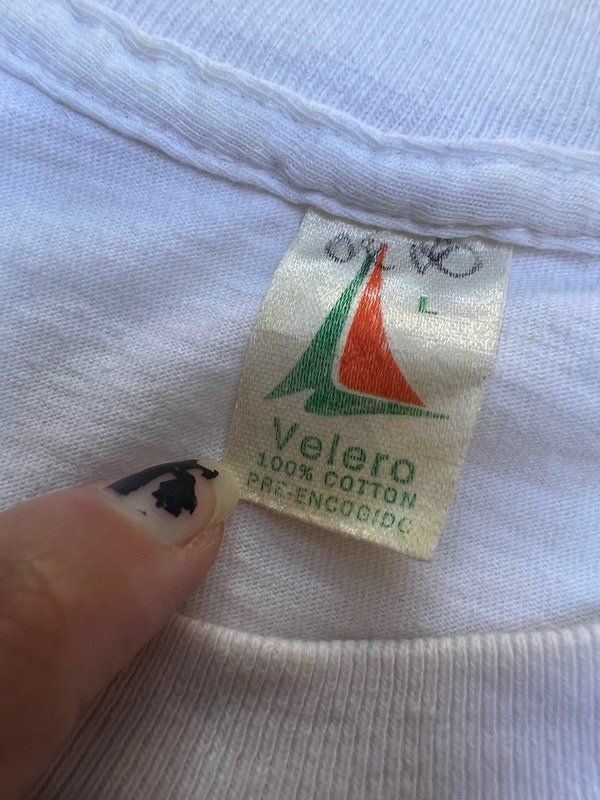 L
Velero
100% COTTON
PRE-ENCOGIDO